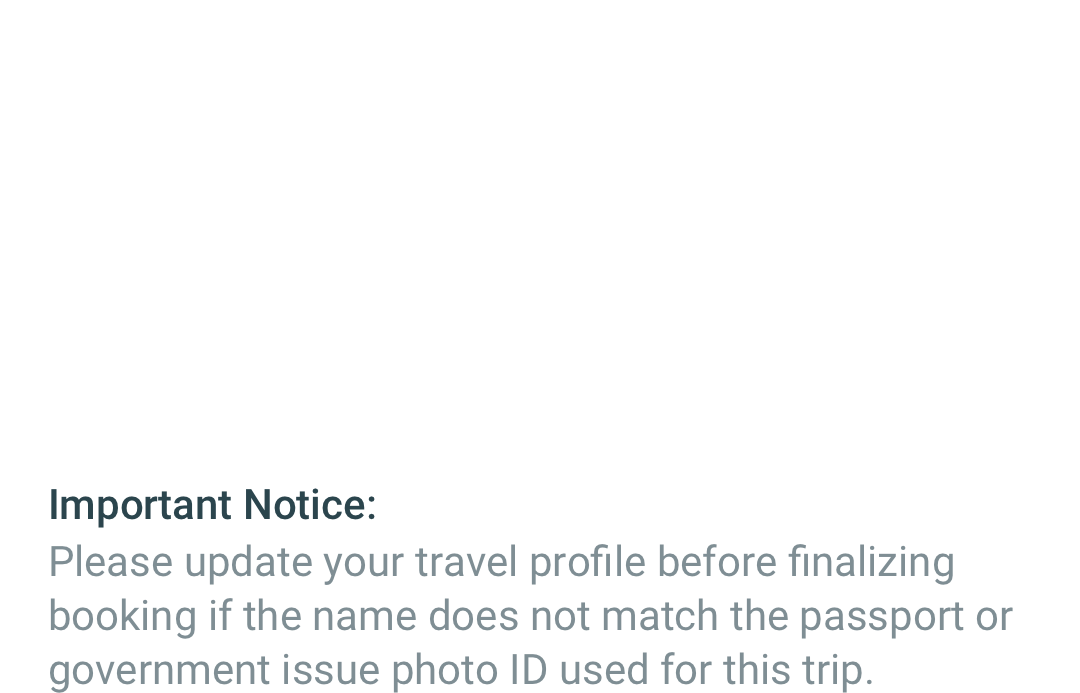 Important Notice:
Please update your travel profile before finalizing
booking if the name does not match the passport or
government issue photo ID used for this trip.